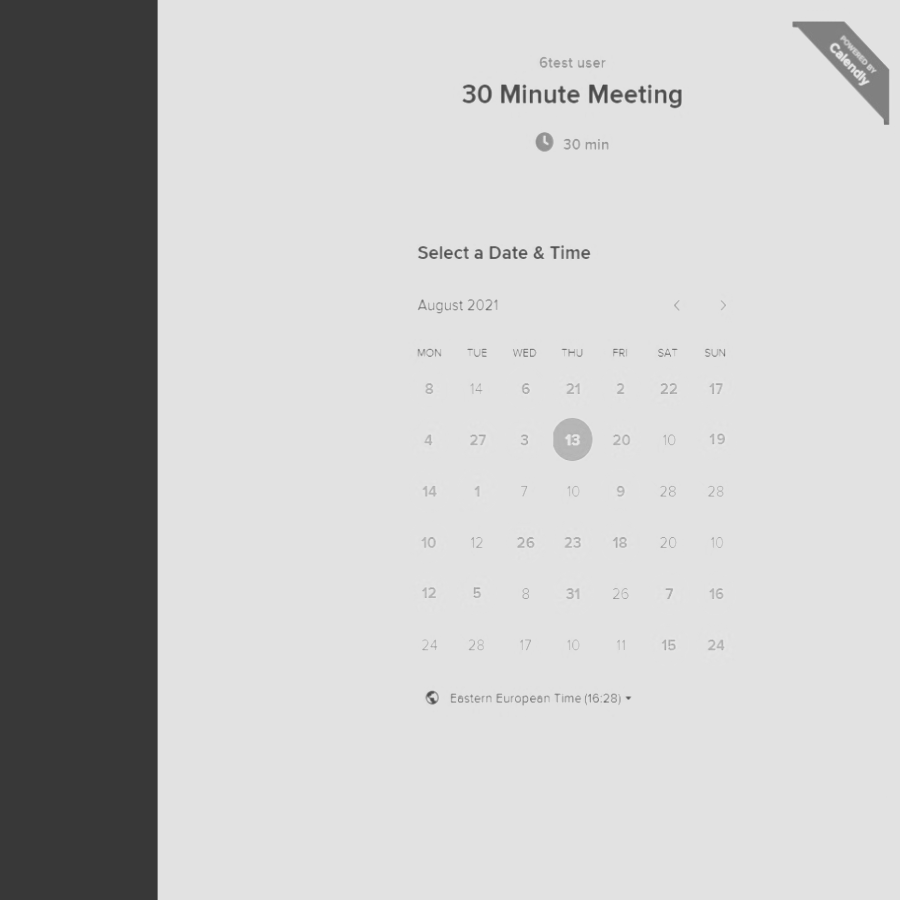 POWERED BY
Calendly
6test user
30 Minute Meeting
30 min
Select a Date & Time
August 2021
MON TUE WED THU FRI SAT SUN
8 14 6 21 2 22 17
4 27 3 13 20 10 19
14 1 7 10 9 28 28
10 12 26 23 18 20 10
12 5 8 31 26 7 16
24 28 17 10 11 15 24
Eastern European Time (16:28)